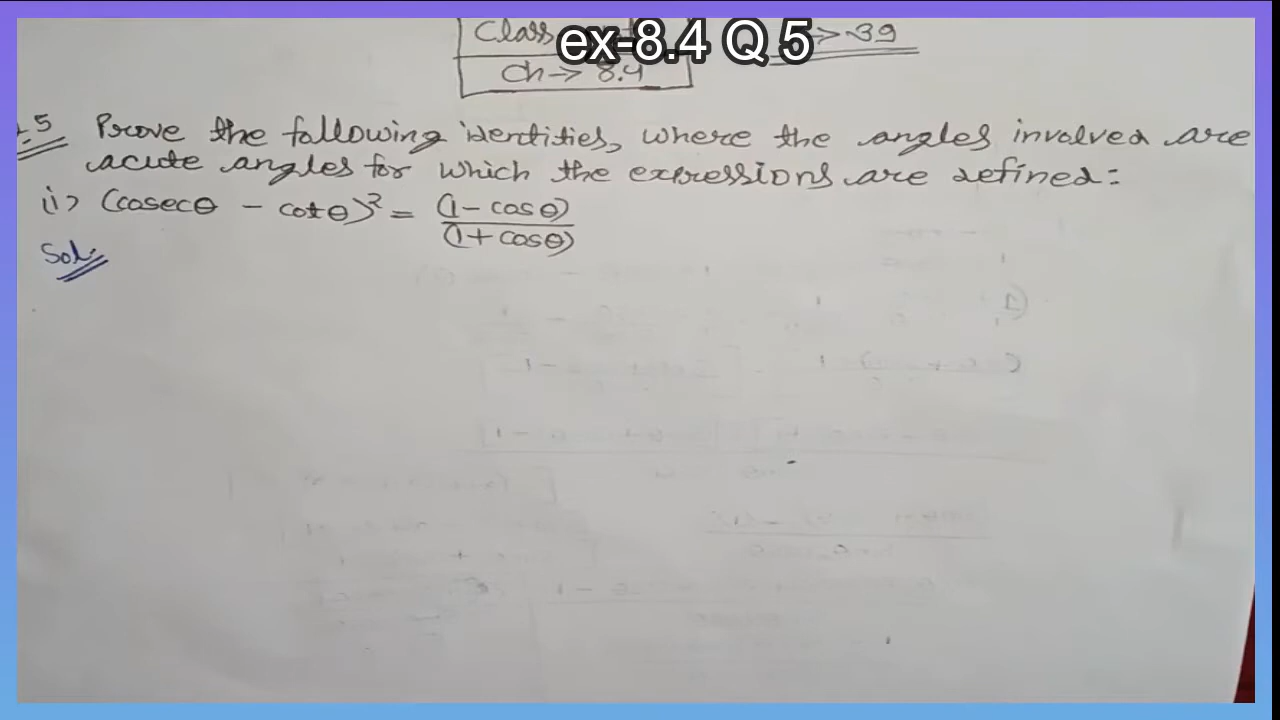 ex-8.4 Q 5
Class
→ 39
Ch → 8.4
5 Prove the following identities, where the angles involved are
acute angles for which the expressions are defined:
(i) (cosecθ - cotθ)² = (1 - cosθ)
(1 + cosθ)
Sol: